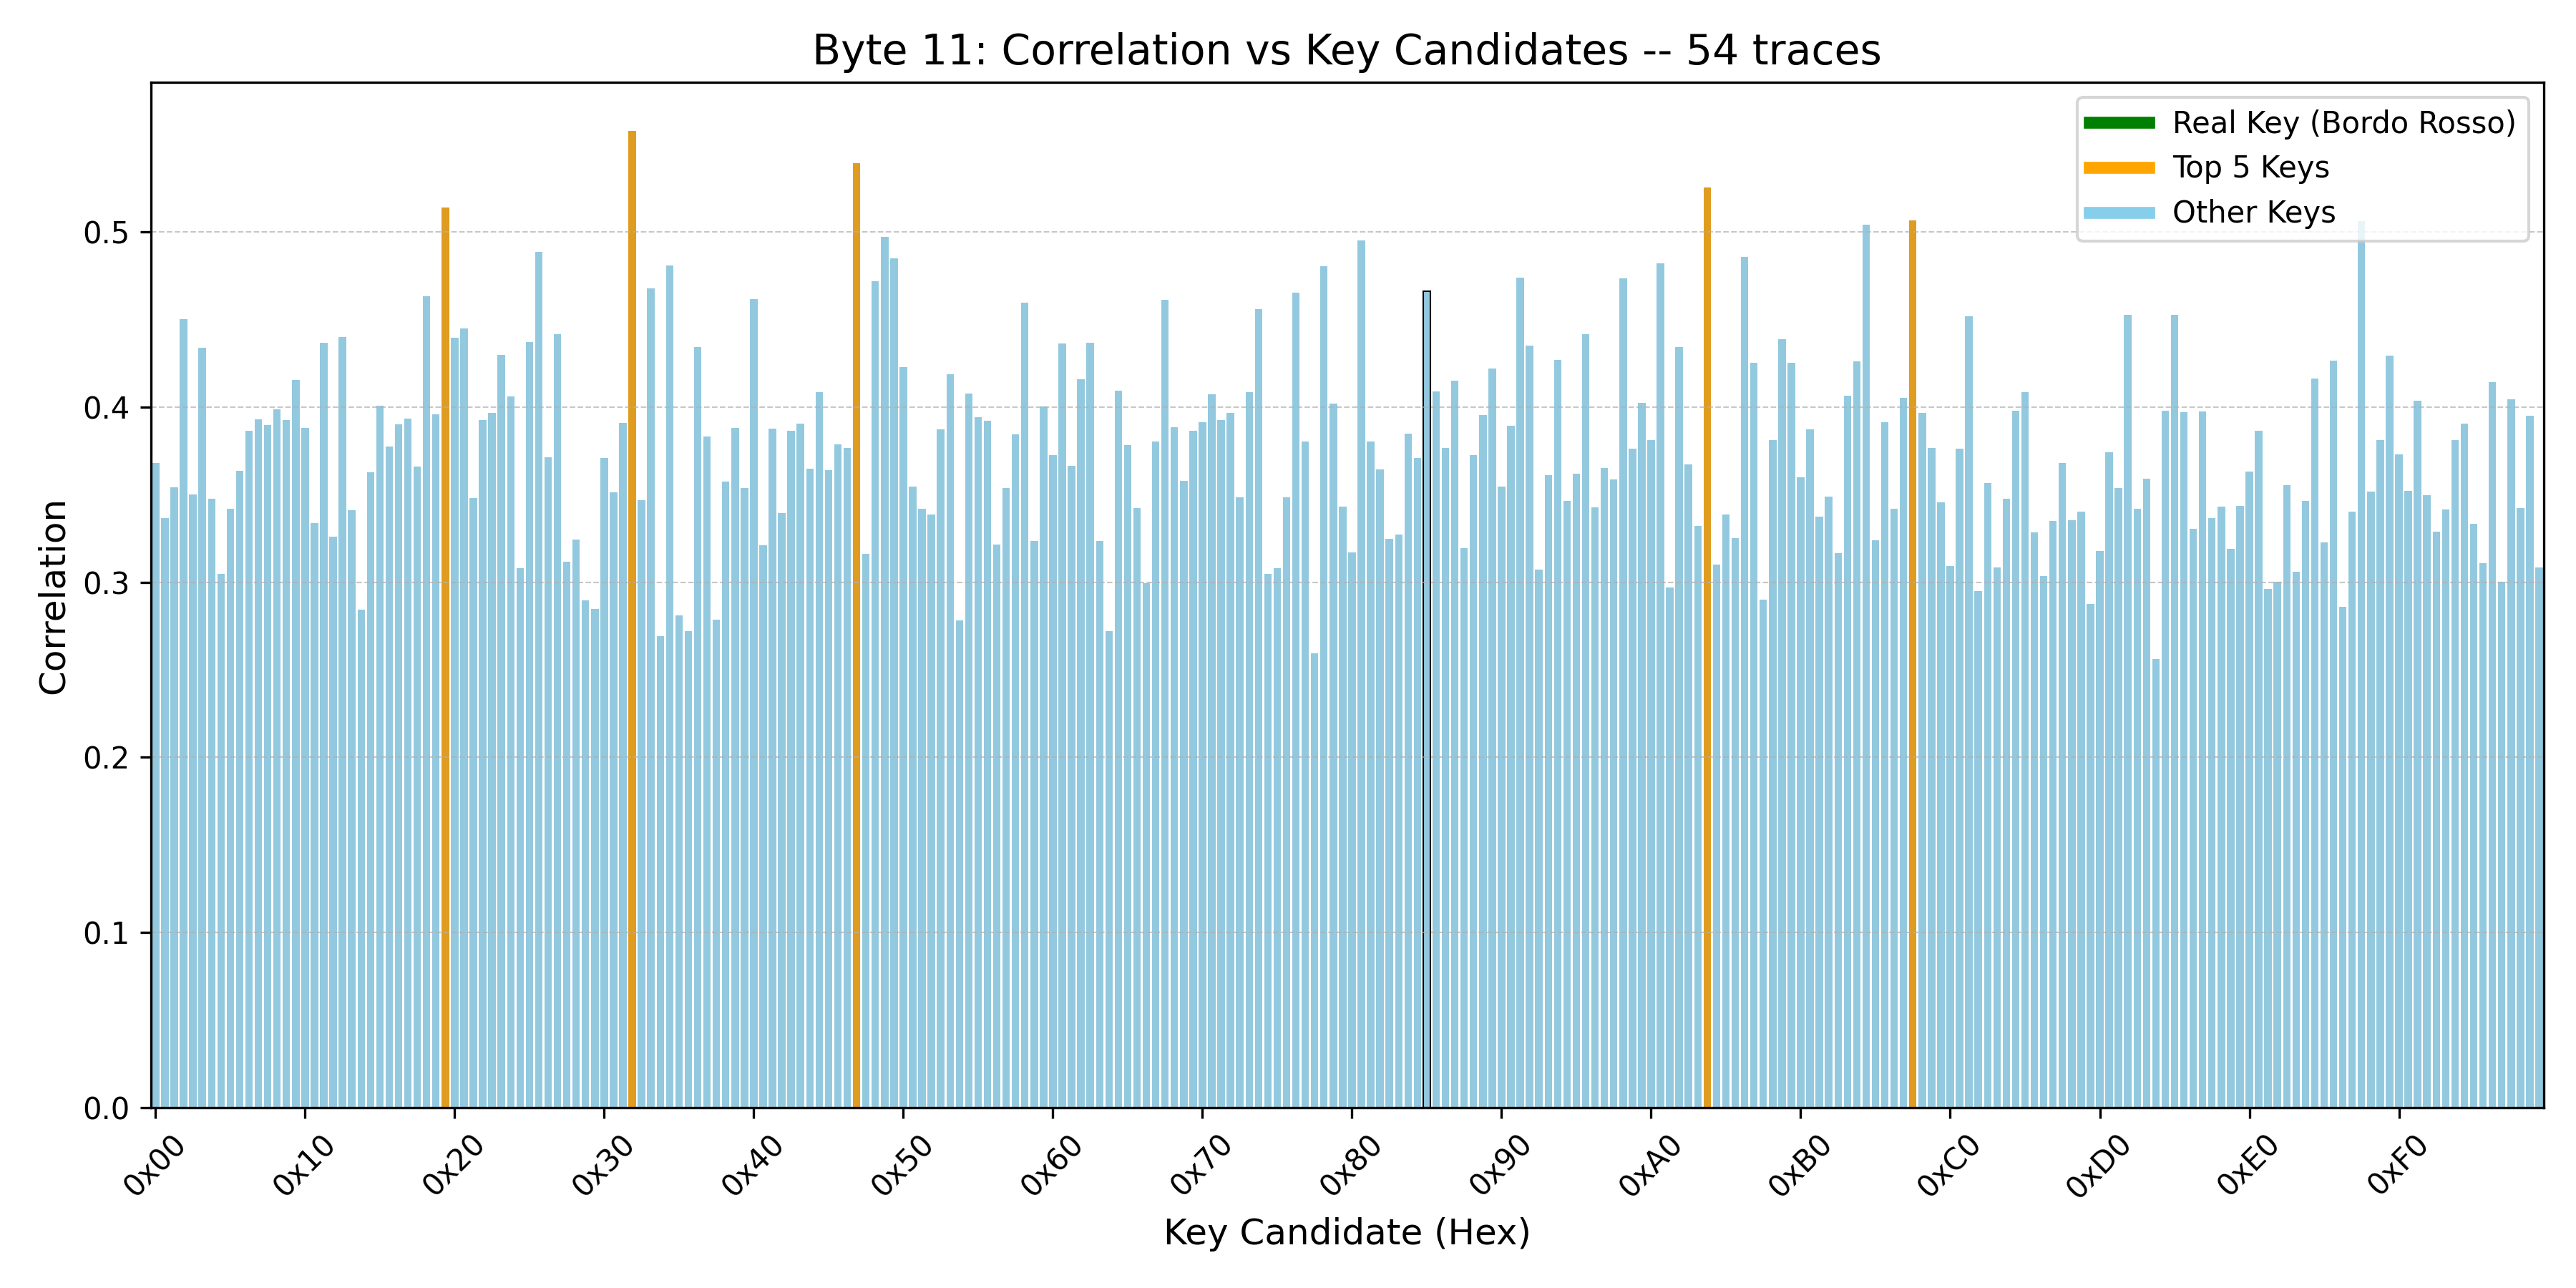 Byte 11: Correlation vs Key Candidates -- 54 traces
Real Key (Bordo Rosso)
Top 5 Keys
Other Keys
0.5
0.4
0.3
0.2
0.1
0.0
Correlation
0x00 0x10 0x20 0x30 0x40 0x50 0x60 0x70 0x80 0x90 0xA0 0xB0 0xC0 0xD0 0xE0 0xF0
Key Candidate (Hex)